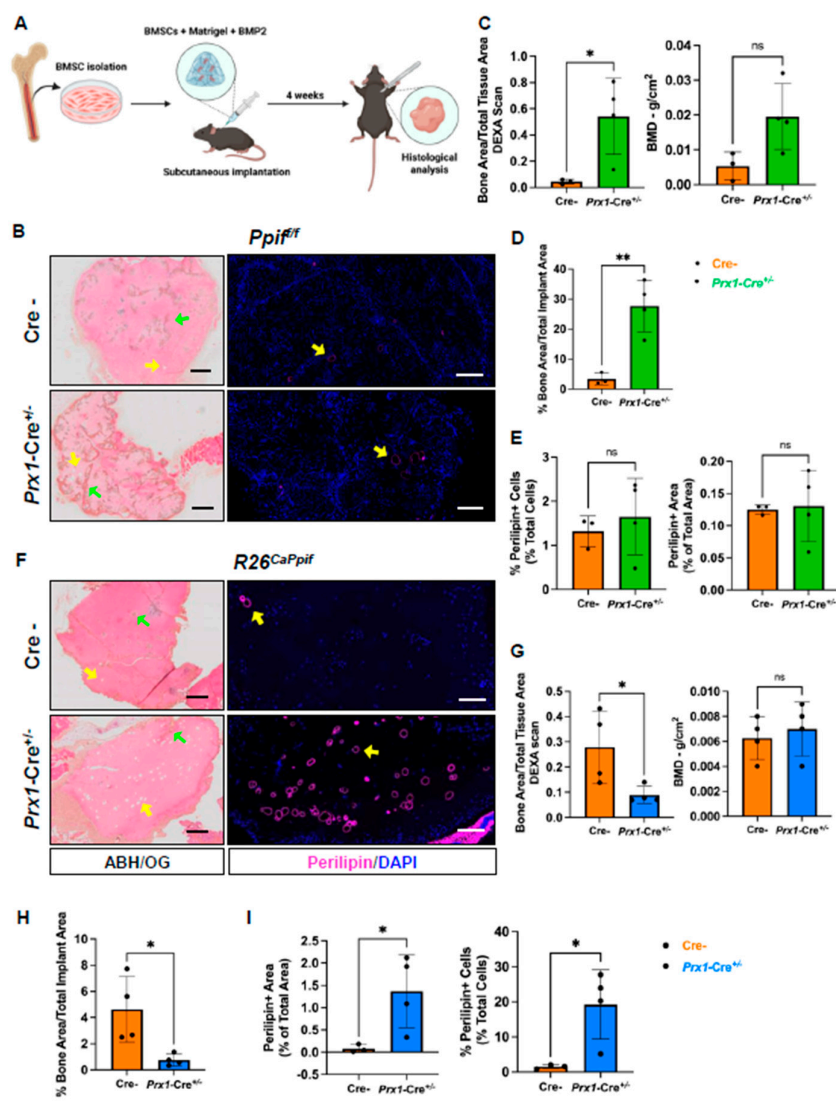 A
BMSC isolation
BMSCs + Matrigel + BMP2
Subcutaneous implantation
4 weeks
Histological
analysis
C
Bone Area/Total Tissue Area
DEXA Scan
1.0
0.8
0.6
0.4
0.2
0.0
*
Cre-
Prx1-Cre+/-
BMD - g/cm²
0.04
0.03
0.02
0.01
0.00
ns
Cre-
Prx1-Cre+/-
B
Ppif^f/f
Cre -
Prx1-Cre+/-
D
% Bone Area/Total Implant Area
50
40
30
20
10
0
**
Cre-
Prx1-Cre+/-
Cre-
Prx1-Cre+/-
E
% Perilipin+ Cells
(% Total Cells)
3
2
1
0
ns
Cre-
Prx1-Cre+/-
Perilipin+ Area
(% of Total Area)
0.20
0.15
0.10
0.05
0.00
ns
Cre-
Prx1-Cre+/-
F
R26^CaPpif
Cre -
Prx1-Cre+/-
ABH/OG
Perilipin/DAPI
G
Bone Area/Total Tissue Area
DEXA scan
0.5
0.4
0.3
0.2
0.1
0.0
*
Cre-
Prx1-Cre+/-
BMD - g/cm²
0.010
0.008
0.006
0.004
0.002
0.000
ns
Cre-
Prx1-Cre+/-
H
% Bone Area/Total Implant Area
10
8
6
4
2
0
*
Cre-
Prx1-Cre+/-
I
Perilipin+ Area
(% of Total Area)
2.5
2.0
1.5
1.0
0.5
0.0
-0.5
*
Cre-
Prx1-Cre+/-
% Perilipin+ Cells
(% Total Cells)
40
30
20
10
0
*
Cre-
Prx1-Cre+/-
Cre-
Prx1-Cre+/-